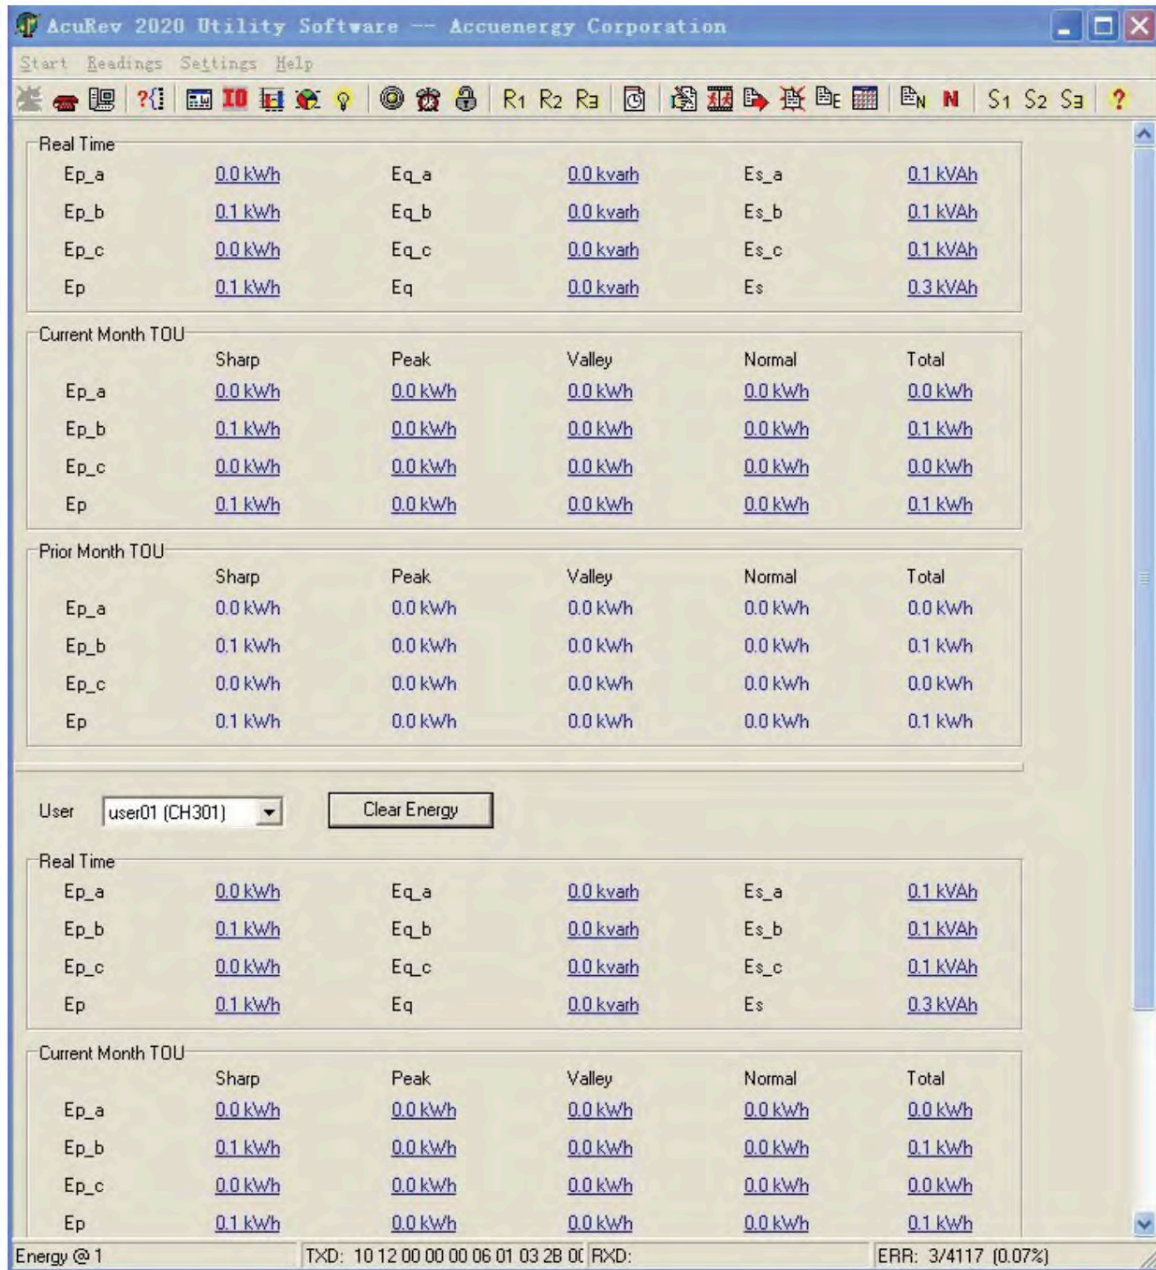 AcuRev 2020 Utility Software -- Accuenergy Corporation
Start Readings Settings Help
?{} IO R1 R2 R3 E N N S1 S2 S3 ?
Real Time
Ep_a 0.0 kWh Eq_a 0.0 kvarh Es_a 0.1 kVAh
Ep_b 0.1 kWh Eq_b 0.0 kvarh Es_b 0.1 kVAh
Ep_c 0.0 kWh Eq_c 0.0 kvarh Es_c 0.1 kVAh
Ep 0.1 kWh Eq 0.0 kvarh Es 0.3 kVAh
Current Month TOU
Sharp Peak Valley Normal Total
Ep_a 0.0 kWh 0.0 kWh 0.0 kWh 0.0 kWh 0.0 kWh
Ep_b 0.1 kWh 0.0 kWh 0.0 kWh 0.0 kWh 0.1 kWh
Ep_c 0.0 kWh 0.0 kWh 0.0 kWh 0.0 kWh 0.0 kWh
Ep 0.1 kWh 0.0 kWh 0.0 kWh 0.0 kWh 0.1 kWh
Prior Month TOU
Sharp Peak Valley Normal Total
Ep_a 0.0 kWh 0.0 kWh 0.0 kWh 0.0 kWh 0.0 kWh
Ep_b 0.1 kWh 0.0 kWh 0.0 kWh 0.0 kWh 0.1 kWh
Ep_c 0.0 kWh 0.0 kWh 0.0 kWh 0.0 kWh 0.0 kWh
Ep 0.1 kWh 0.0 kWh 0.0 kWh 0.0 kWh 0.1 kWh
User user01 (CH301) Clear Energy
Real Time
Ep_a 0.0 kWh Eq_a 0.0 kvarh Es_a 0.1 kVAh
Ep_b 0.1 kWh Eq_b 0.0 kvarh Es_b 0.1 kVAh
Ep_c 0.0 kWh Eq_c 0.0 kvarh Es_c 0.1 kVAh
Ep 0.1 kWh Eq 0.0 kvarh Es 0.3 kVAh
Current Month TOU
Sharp Peak Valley Normal Total
Ep_a 0.0 kWh 0.0 kWh 0.0 kWh 0.0 kWh 0.0 kWh
Ep_b 0.1 kWh 0.0 kWh 0.0 kWh 0.0 kWh 0.1 kWh
Ep_c 0.0 kWh 0.0 kWh 0.0 kWh 0.0 kWh 0.0 kWh
Ep 0.1 kWh 0.0 kWh 0.0 kWh 0.0 kWh 0.1 kWh
Energy @ 1 TXD: 10 12 00 00 00 06 01 03 2B RXD: ERR: 3/4117 (0.07%)